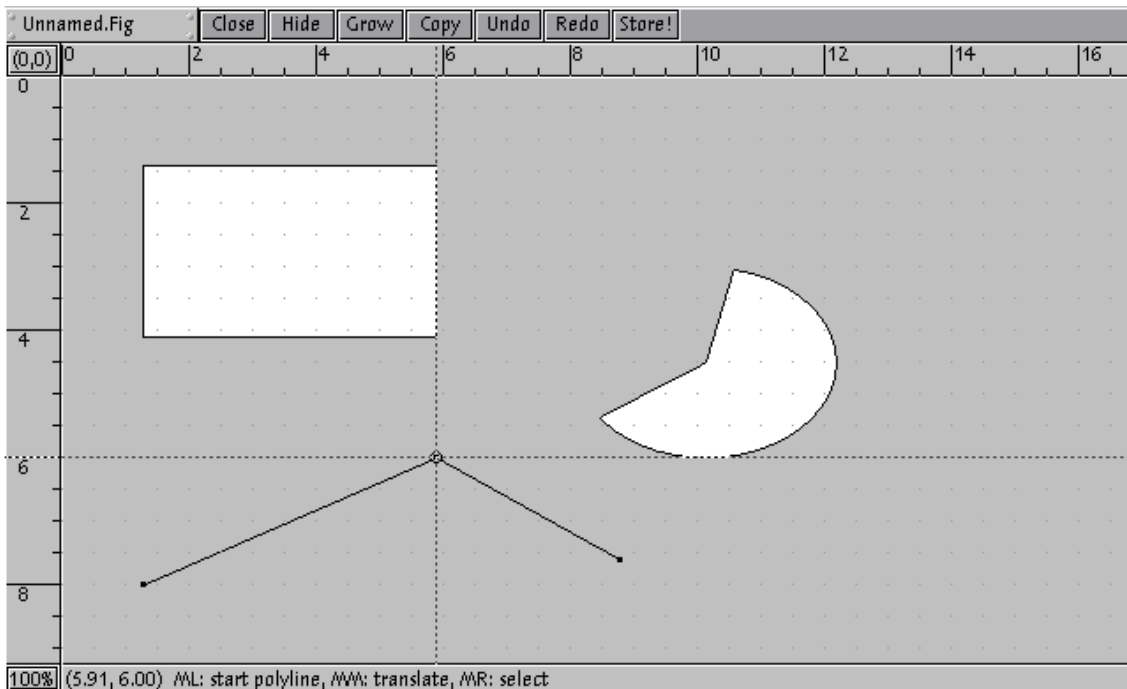 Unnamed.Fig Close Hide Grow Copy Undo Redo Store!
(0,0) 0 2 4 6 8 10 12 14 16
0
2
4
6
8
100% (5.91, 6.00) ML: start polyline, MM: translate, MR: select